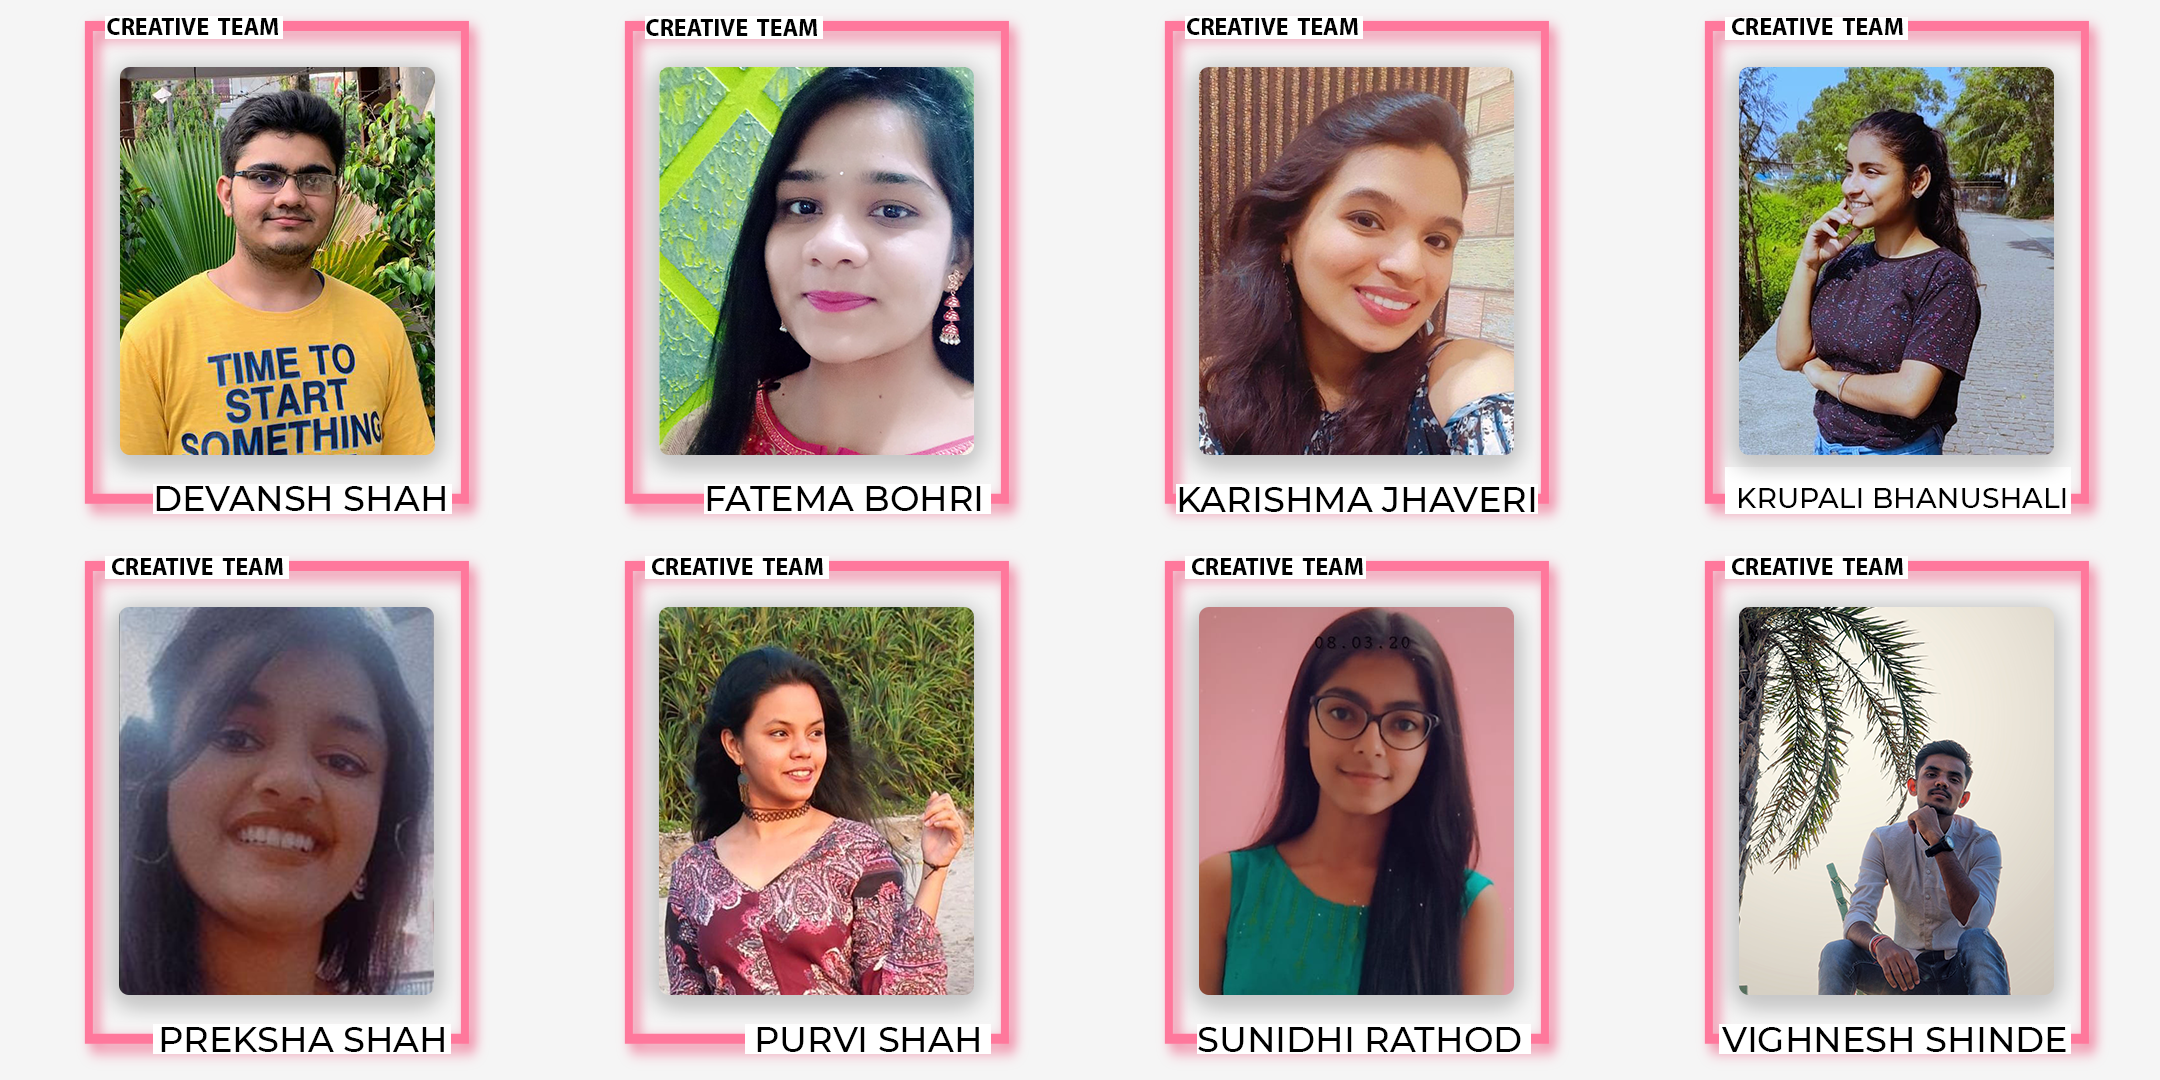 CREATIVE TEAM
CREATIVE TEAM
CREATIVE TEAM
CREATIVE TEAM
TIME TO
START
SOMETHING
DEVANSH SHAH
FATEMA BOHRI
KARISHMA JHAVERI
KRUPALI BHANUSHALI
CREATIVE TEAM
CREATIVE TEAM
CREATIVE TEAM
CREATIVE TEAM
08.03.20
PREKSHA SHAH
PURVI SHAH
SUNIDHI RATHOD
VIGHNESH SHINDE